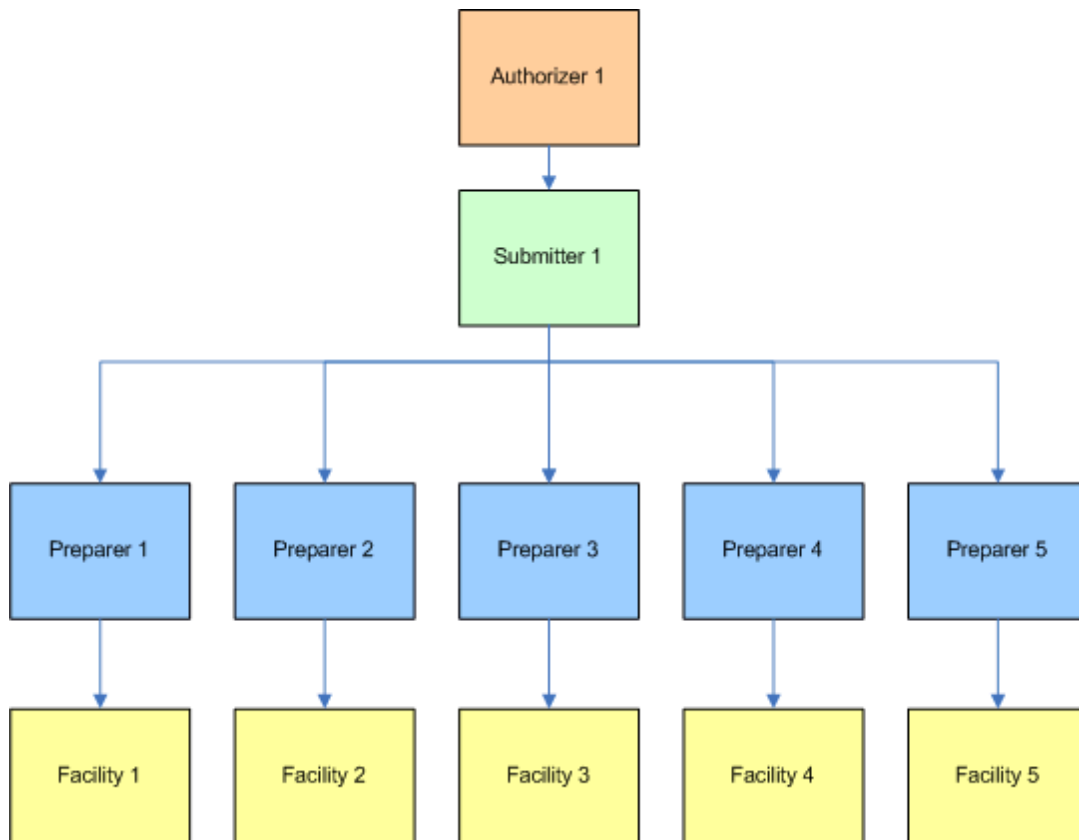 Authorizer 1
Submitter 1
Preparer 1
Preparer 2
Preparer 3
Preparer 4
Preparer 5
Facility 1
Facility 2
Facility 3
Facility 4
Facility 5